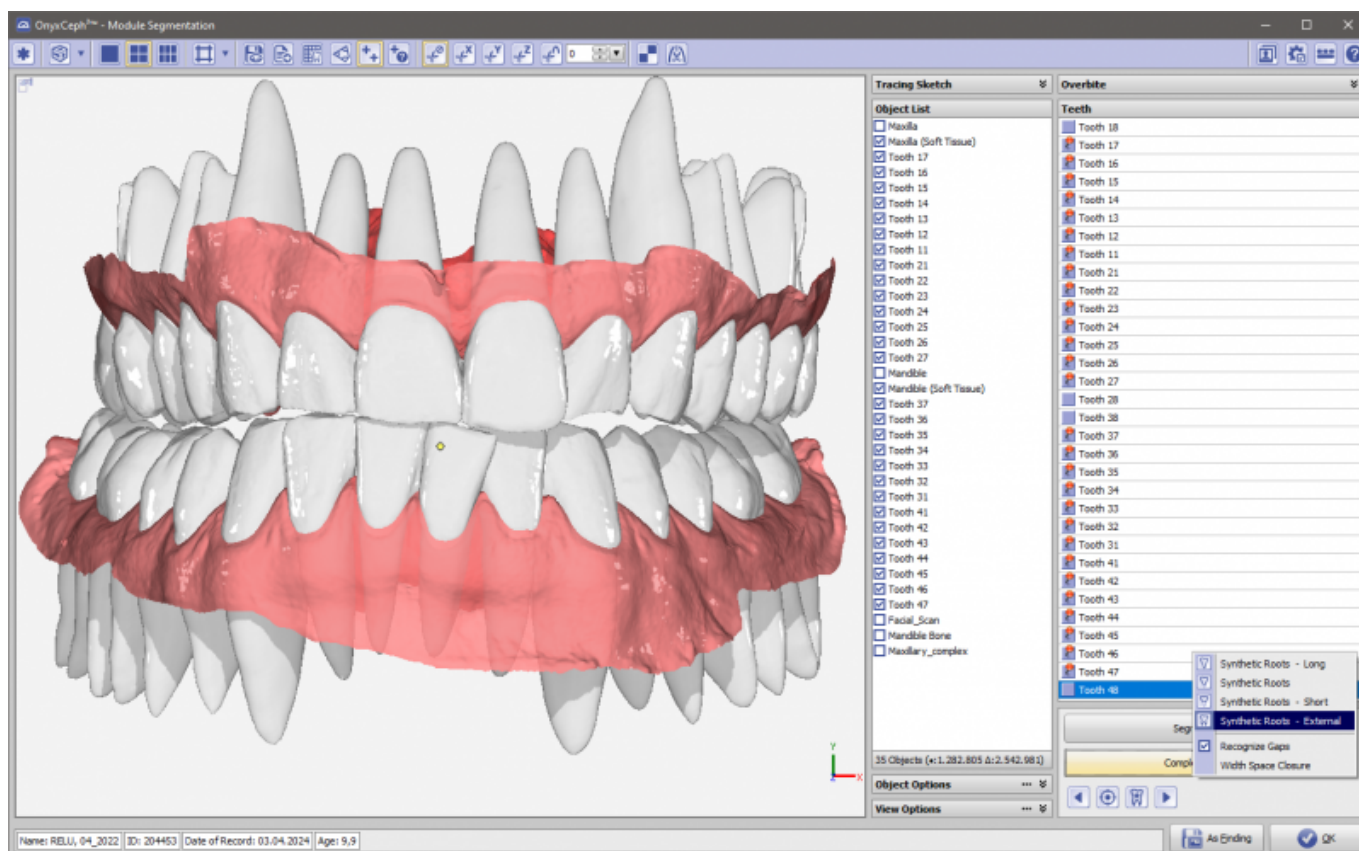 OnyxCeph³™ - Module Segmentation
0
Tracing Sketch
Object List
Maxilla
Maxilla (Soft Tissue)
Tooth 17
Tooth 16
Tooth 15
Tooth 14
Tooth 13
Tooth 12
Tooth 11
Tooth 21
Tooth 22
Tooth 23
Tooth 24
Tooth 25
Tooth 26
Tooth 27
Mandible
Mandible (Soft Tissue)
Tooth 37
Tooth 36
Tooth 35
Tooth 34
Tooth 33
Tooth 32
Tooth 31
Tooth 41
Tooth 42
Tooth 43
Tooth 44
Tooth 45
Tooth 46
Tooth 47
Facial_Scan
Mandible Bone
Maxillary_complex
35 Objects (•:1.282.805 Δ:2.542.981)
Object Options
View Options
Overbite
Teeth
Tooth 18
Tooth 17
Tooth 16
Tooth 15
Tooth 14
Tooth 13
Tooth 12
Tooth 11
Tooth 21
Tooth 22
Tooth 23
Tooth 24
Tooth 25
Tooth 26
Tooth 27
Tooth 28
Tooth 38
Tooth 37
Tooth 36
Tooth 35
Tooth 34
Tooth 33
Tooth 32
Tooth 31
Tooth 41
Tooth 42
Tooth 43
Tooth 44
Tooth 45
Tooth 46
Tooth 47
Tooth 48
Synthetic Roots - Long
Synthetic Roots
Synthetic Roots - Short
Synthetic Roots - External
Recognize Gaps
Width Space Closure
Seg
Compl
Y
X
Name: RELU, 04_2022 ID: 204453 Date of Record: 03.04.2024 Age: 9,9
As Finding
OK